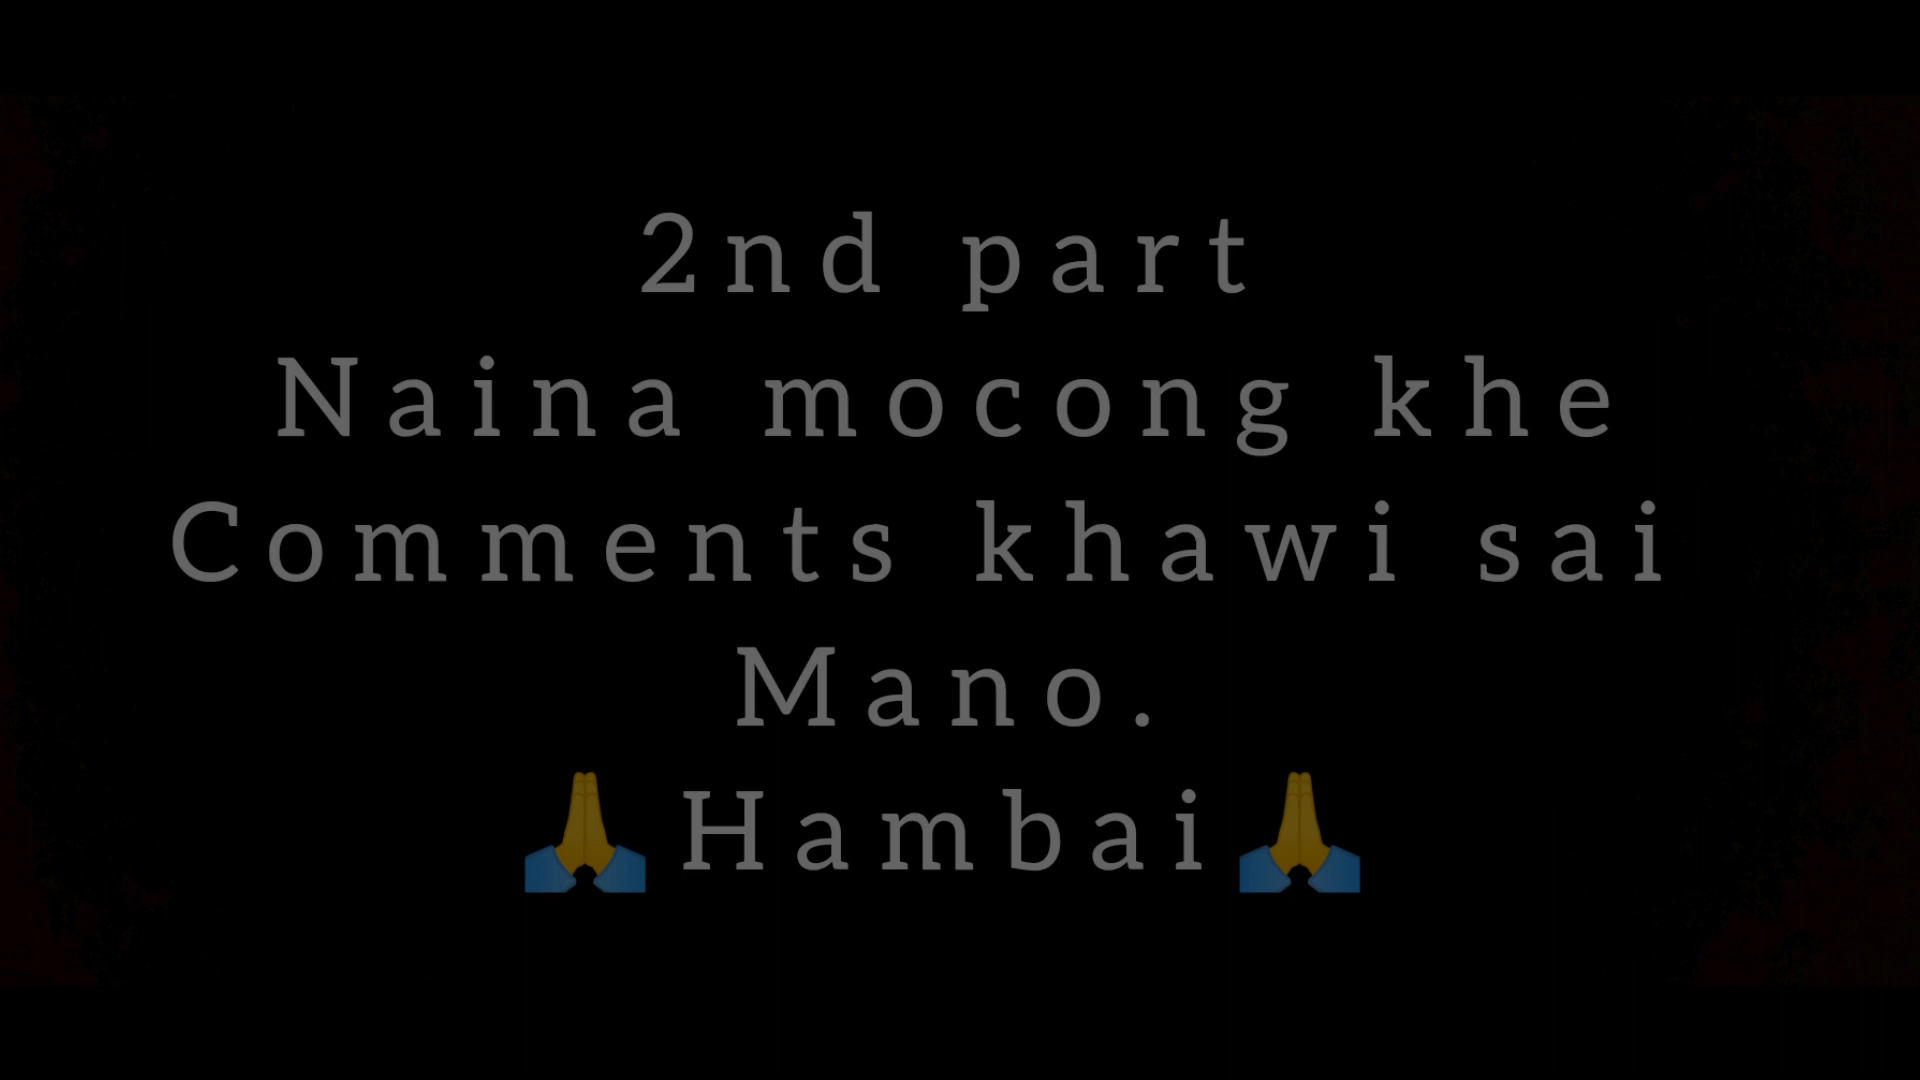 2nd part
Naina mocong khe
Comments khawi sai
Mano.
🙏Hambai🙏